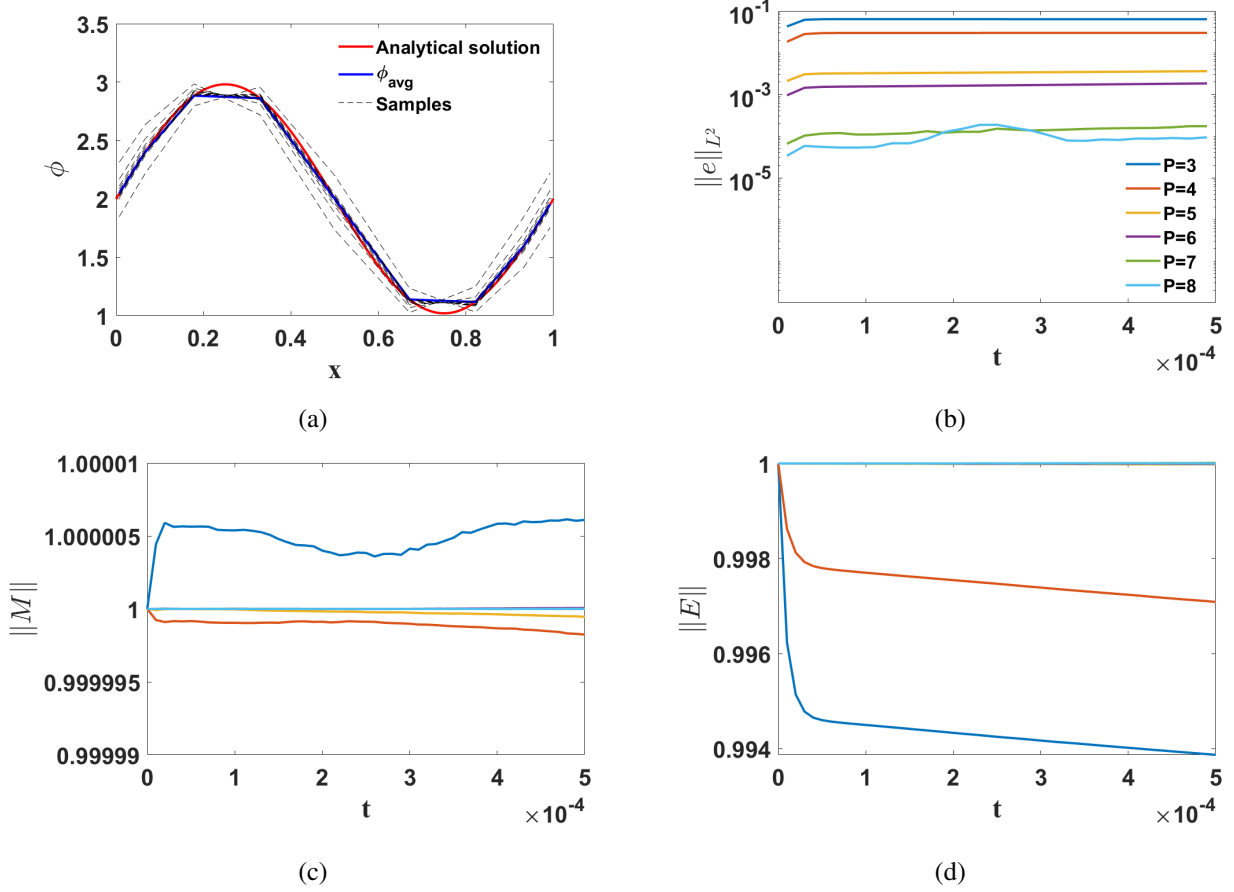 3.5
3
2.5
2
1.5
1
ϕ
Analytical solution
ϕavg
Samples
0 0.2 0.4 0.6 0.8 1
x
(a)
10-1
10-3
10-5
||e||L2
P=3
P=4
P=5
P=6
P=7
P=8
0 1 2 3 4 5
t
×10-4
(b)
1.00001
1.000005
1
0.999995
0.99999
||M||
0 1 2 3 4 5
t
×10-4
(c)
1
0.998
0.996
0.994
||E||
0 1 2 3 4 5
t
×10-4
(d)